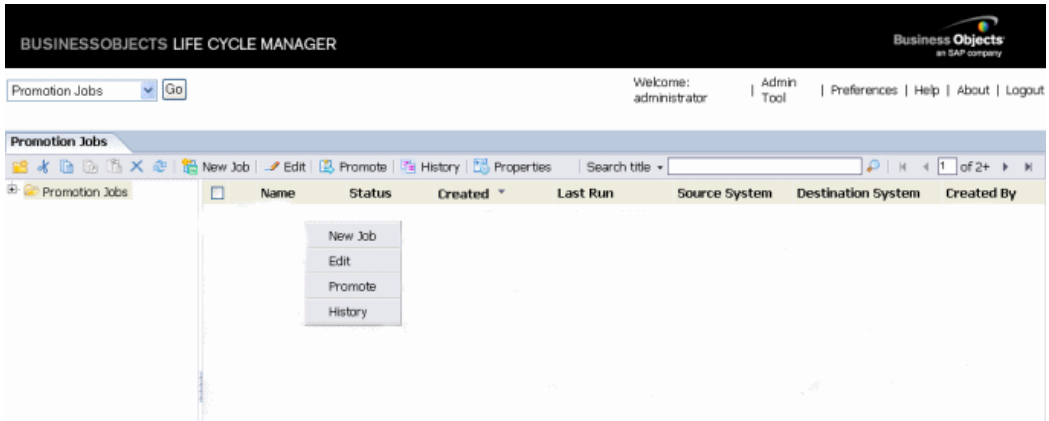 BUSINESSOBJECTS LIFE CYCLE MANAGER
Business Objects
an SAP company
Promotion Jobs Go
Welcome: administrator | Admin Tool | Preferences | Help | About | Logout
Promotion Jobs
New Job | Edit | Promote | History | Properties | Search title 1 of 2+
Promotion Jobs
Name Status Created Last Run Source System Destination System Created By
New Job
Edit
Promote
History